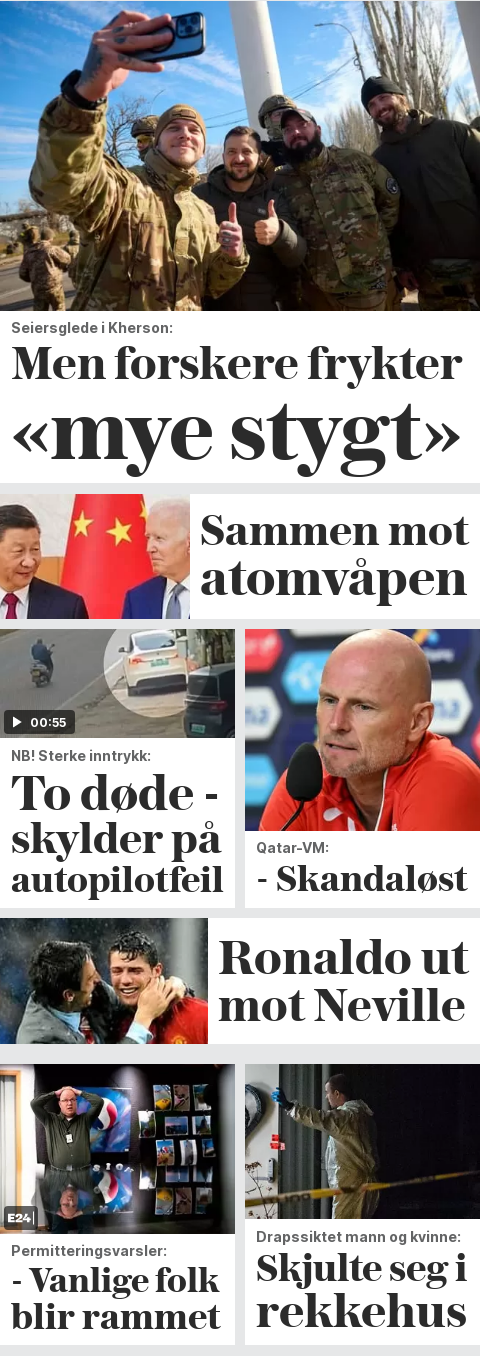 Seiersglede i Kherson:
Men forskere frykter
«mye stygt»
Sammen mot
atomvåpen
00:55
NB! Sterke inntrykk:
To døde -
skylder på
autopilotfeil
Qatar-VM:
- Skandaløst
Ronaldo ut
mot Neville
E24
Permitteringsvarsler:
- Vanlige folk
blir rammet
Drapssiktet mann og kvinne:
Skjulte seg i
rekkehus